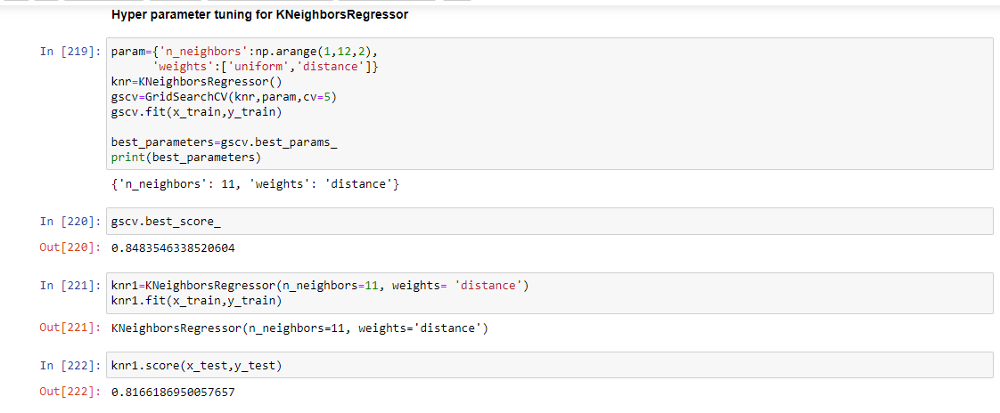 Hyper parameter tuning for KNeighborsRegressor
In [219]: param={'n_neighbors':np.arange(1,12,2),
'weights':['uniform','distance']}
knr=KNeighborsRegressor()
gscv=GridSearchCV(knr,param,cv=5)
gscv.fit(x_train,y_train)
best_parameters=gscv.best_params_
print(best_parameters)
{'n_neighbors': 11, 'weights': 'distance'}
In [220]: gscv.best_score_
Out[220]: 0.8483546338520604
In [221]: knr1=KNeighborsRegressor(n_neighbors=11, weights= 'distance')
knr1.fit(x_train,y_train)
Out[221]: KNeighborsRegressor(n_neighbors=11, weights='distance')
In [222]: knr1.score(x_test,y_test)
Out[222]: 0.8166186950057657